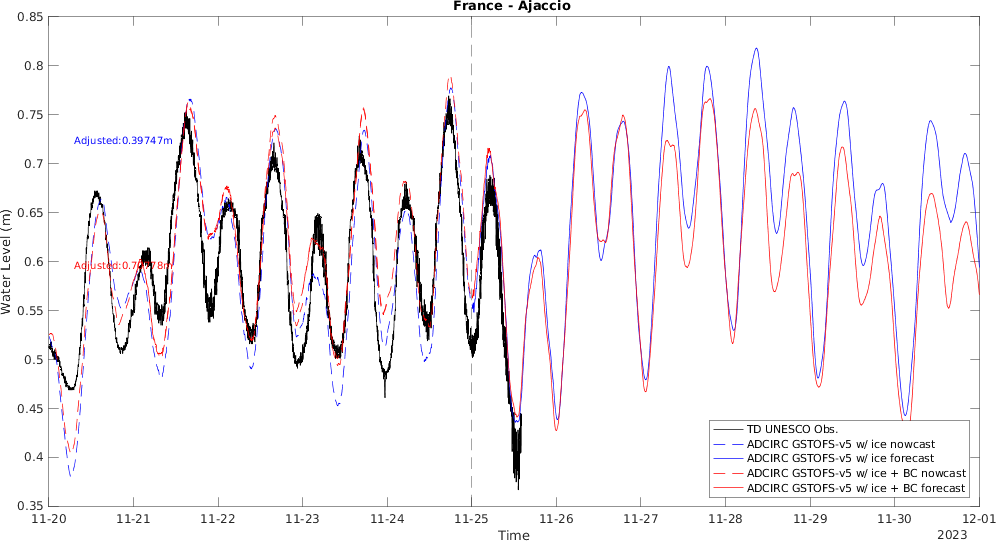 France - Ajaccio
0.85
0.8
0.75
0.7
0.65
0.6
0.55
0.5
0.45
0.4
0.35
Water Level (m)
Adjusted:0.39747m
TD UNESCO Obs.
ADCIRC GSTOFS-v5 w/ ice nowcast
ADCIRC GSTOFS-v5 w/ ice forecast
ADCIRC GSTOFS-v5 w/ ice + BC nowcast
ADCIRC GSTOFS-v5 w/ ice + BC forecast
11-20 11-21 11-22 11-23 11-24 11-25 11-26 11-27 11-28 11-29 11-30 12-01
Time
2023